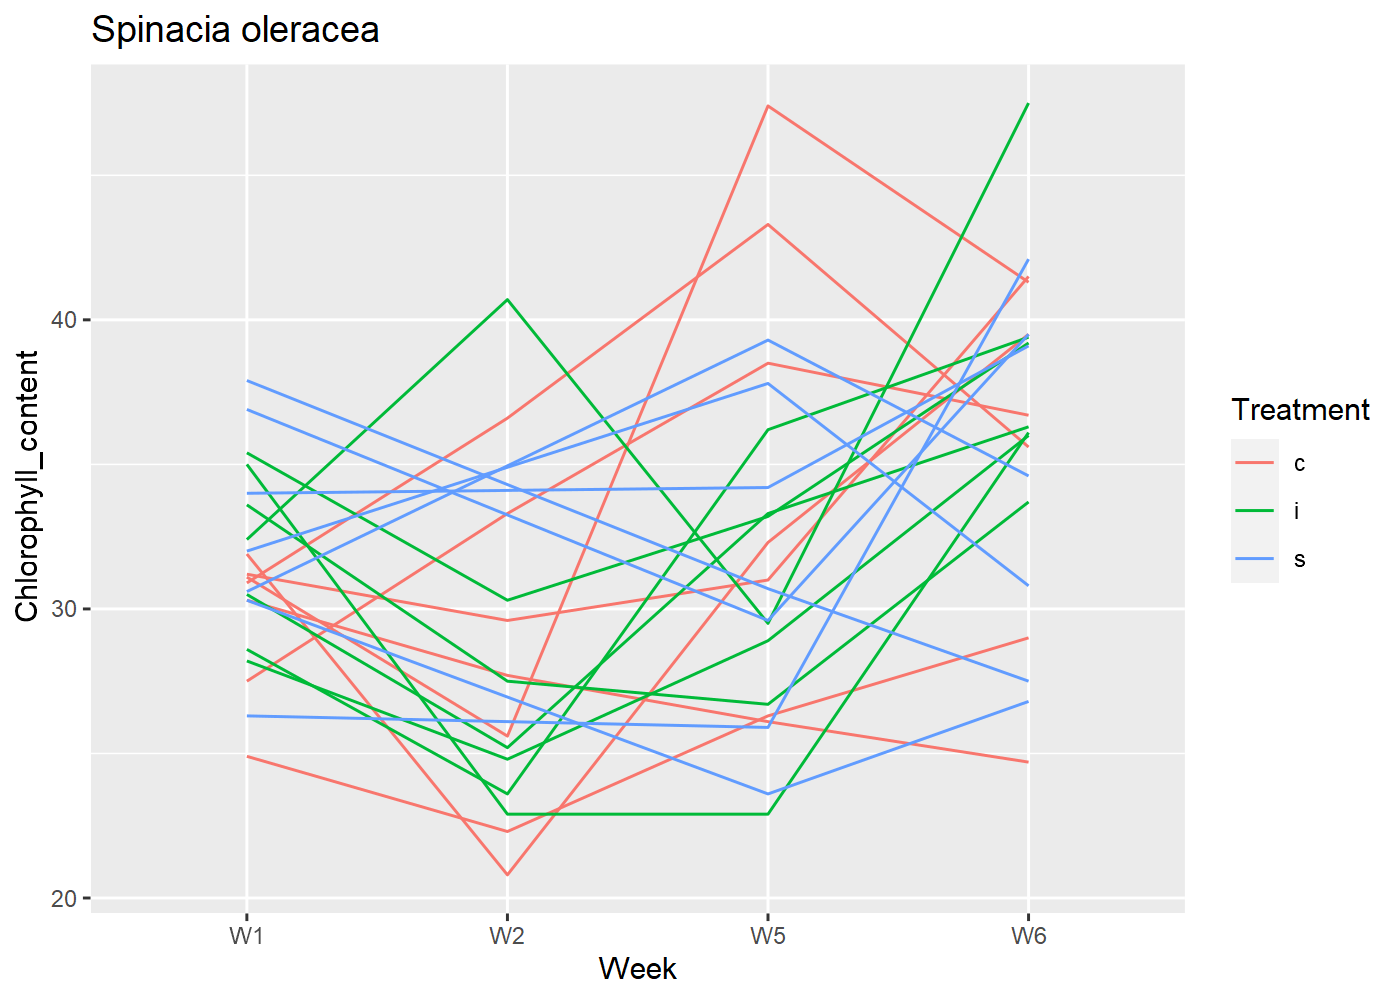 Spinacia oleracea
Chlorophyll_content
40
30
20
W1 W2 W5 W6
Week
Treatment
c
i
s